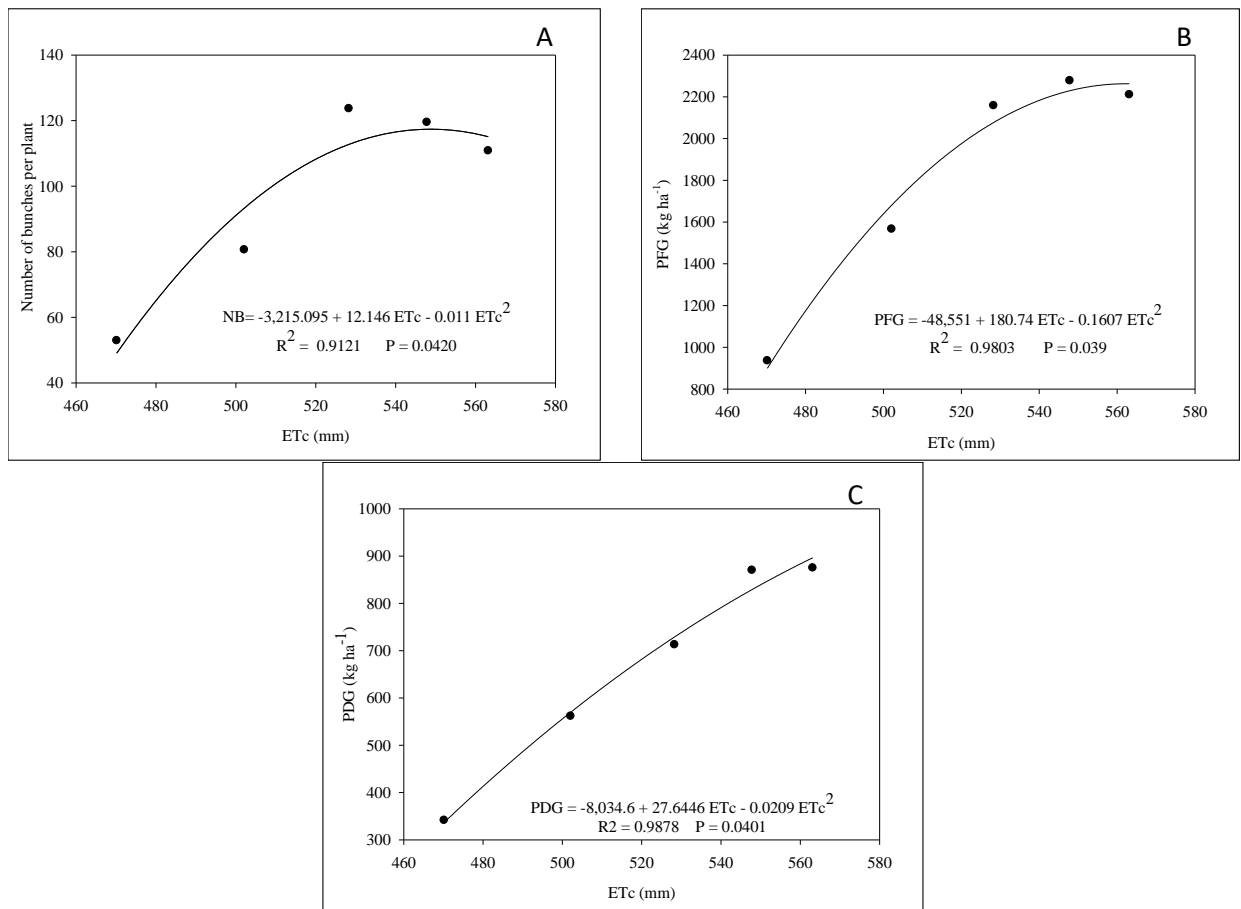 A
140
120
100
80
60
40
460 480 500 520 540 560 580
Number of bunches per plant
ETc (mm)
NB= -3,215.095 + 12.146 ETc - 0.011 ETc²
R² = 0.9121 P = 0.0420
B
2400
2200
2000
1800
1600
1400
1200
1000
800
460 480 500 520 540 560 580
PFG (kg ha⁻¹)
ETc (mm)
PFG = -48,551 + 180.74 ETc - 0.1607 ETc²
R² = 0.9803 P = 0.039
C
1000
900
800
700
600
500
400
300
460 480 500 520 540 560 580
PDG (kg ha⁻¹)
ETc (mm)
PDG = -8,034.6 + 27.6446 ETc - 0.0209 ETc²
R2 = 0.9878 P = 0.0401